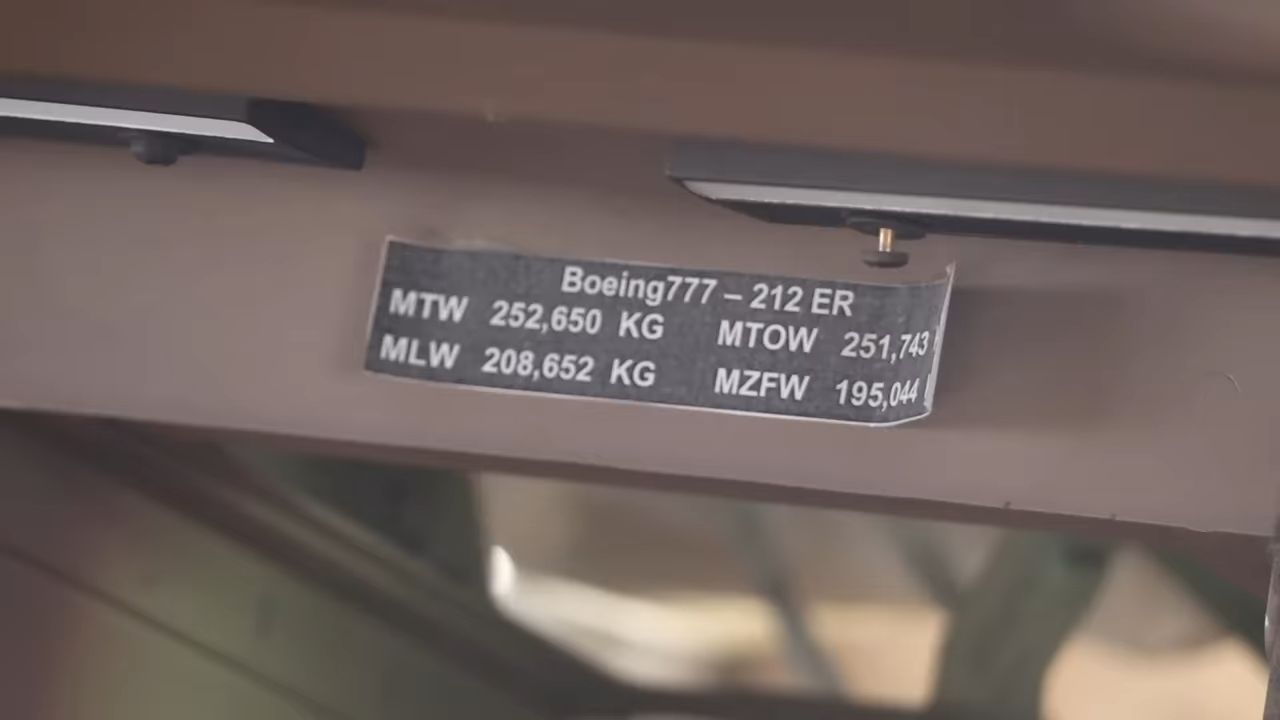 Boeing777 – 212 ER
MTW 252,650 KG MTOW 251,743
MLW 208,652 KG MZFW 195,044